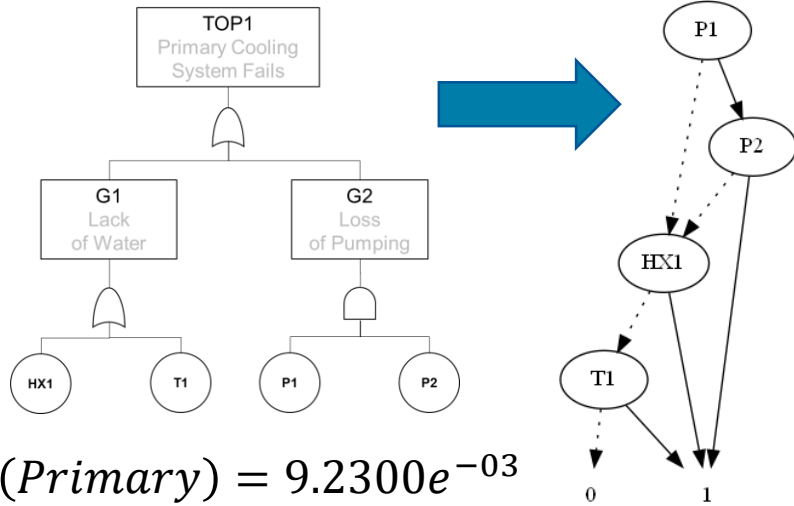 TOP1
Primary Cooling
System Fails
G1
Lack
of Water
G2
Loss
of Pumping
HX1
T1
P1
P2
P1
P2
HX1
T1
0
1
(Primary) = 9.2300e⁻⁰³